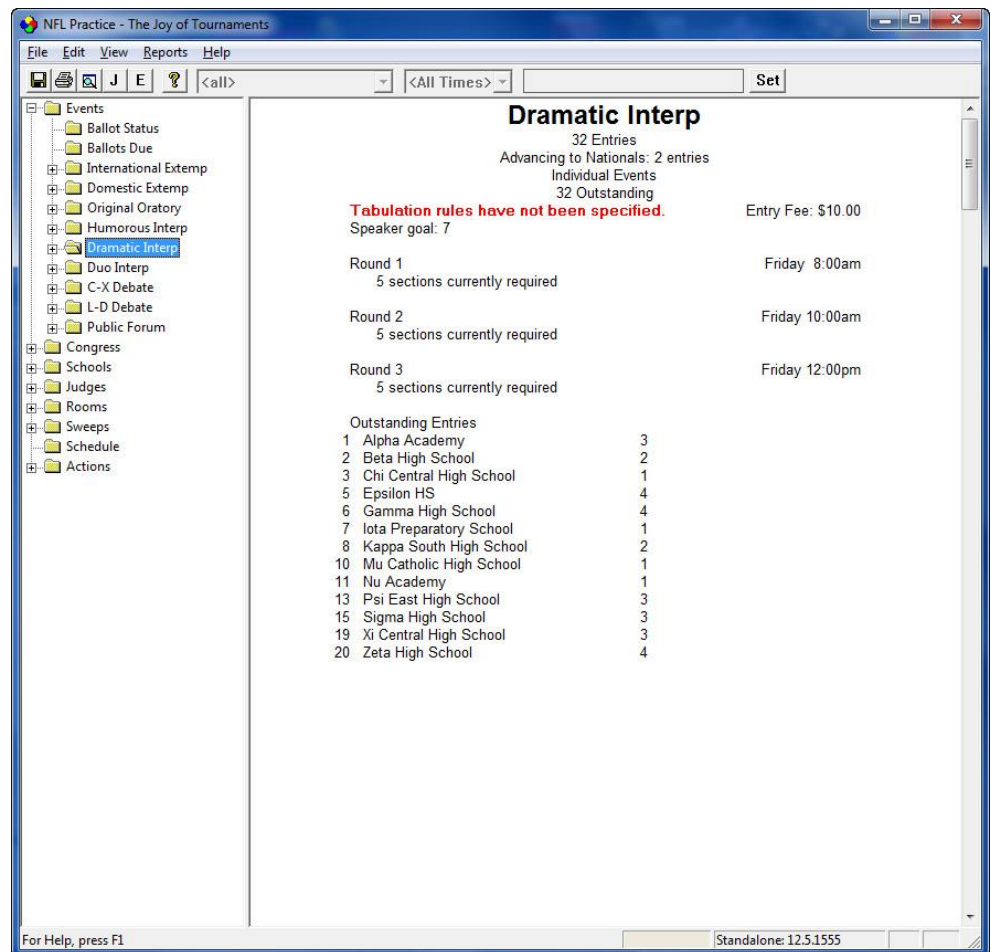 NFL Practice - The Joy of Tournaments
File Edit View Reports Help
J E ? <all> <All Times> Set
Events
Ballot Status
Ballots Due
International Extemp
Domestic Extemp
Original Oratory
Humorous Interp
Dramatic Interp
Duo Interp
C-X Debate
L-D Debate
Public Forum
Congress
Schools
Judges
Rooms
Sweeps
Schedule
Actions
Dramatic Interp
32 Entries
Advancing to Nationals: 2 entries
Individual Events
32 Outstanding
Tabulation rules have not been specified. Entry Fee: $10.00
Speaker goal: 7
Round 1 Friday 8:00am
5 sections currently required
Round 2 Friday 10:00am
5 sections currently required
Round 3 Friday 12:00pm
5 sections currently required
Outstanding Entries
1 Alpha Academy 3
2 Beta High School 2
3 Chi Central High School 1
5 Epsilon HS 4
6 Gamma High School 4
7 Iota Preparatory School 1
8 Kappa South High School 2
10 Mu Catholic High School 1
11 Nu Academy 1
13 Psi East High School 3
15 Sigma High School 3
19 Xi Central High School 3
20 Zeta High School 4
For Help, press F1
Standalone: 12.5.1555